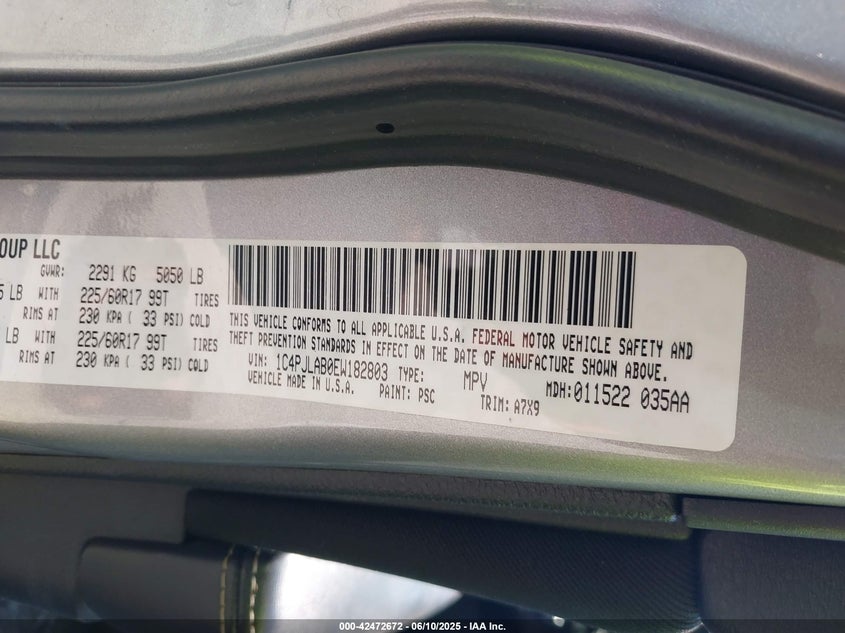 OUP LLC
GVWR: 2291 KG 5050 LB
LB WITH 225/60R17 99T TIRES
RIMS AT 230 KPA ( 33 PSI) COLD
LB WITH 225/60R17 99T TIRES
RIMS AT 230 KPA ( 33 PSI) COLD
THIS VEHICLE CONFORMS TO ALL APPLICABLE U.S.A. FEDERAL MOTOR VEHICLE SAFETY AND
THEFT PREVENTION STANDARDS IN EFFECT ON THE DATE OF MANUFACTURE SHOWN ABOVE.
VIN: 1C4PJLAB0EW182803 TYPE: MPV MDH:011522 035AA
VEHICLE MADE IN U.S.A. PAINT: PSC TRIM: A7X9
000-42472672 - 06/10/2025 - IAA Inc.